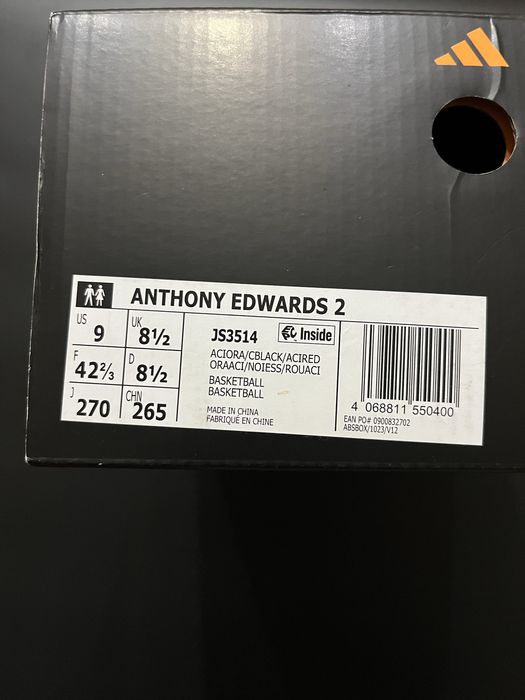 ANTHONY EDWARDS 2
US
9
UK
8½
F
42⅔
D
8½
J
270
CHN
265
JS3514
Inside
ACIORA/CBLACK/ACIRED
ORAACI/NOIESS/ROUACI
BASKETBALL
BASKETBALL
MADE IN CHINA
FABRIQUÉ EN CHINE
4 068811 550400
EAN PO# 0900832702
ABSBOX/1023/V12